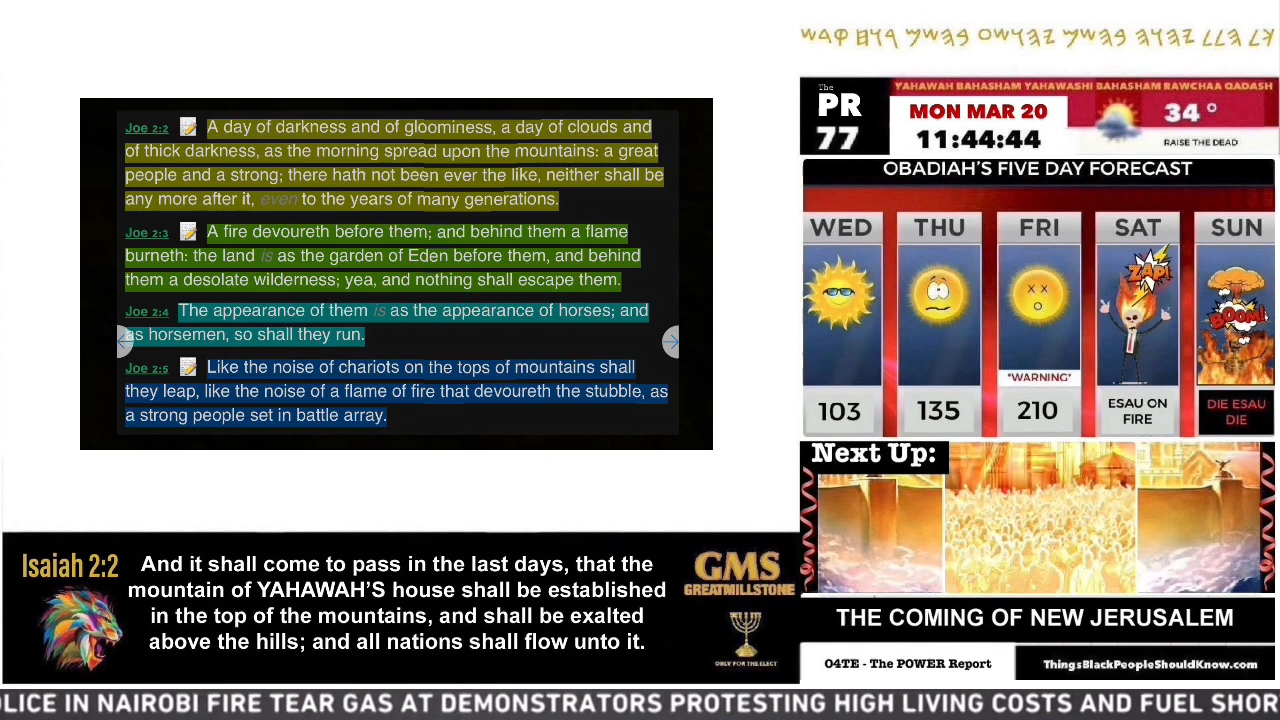 Joe 2:2 A day of darkness and of gloominess, a day of clouds and
of thick darkness, as the morning spread upon the mountains: a great
people and a strong; there hath not been ever the like, neither shall be
any more after it, even to the years of many generations.
Joe 2:3 A fire devoureth before them; and behind them a flame
burneth: the land is as the garden of Eden before them, and behind
them a desolate wilderness; yea, and nothing shall escape them.
Joe 2:4 The appearance of them is as the appearance of horses; and
as horsemen, so shall they run.
Joe 2:5 Like the noise of chariots on the tops of mountains shall
they leap, like the noise of a flame of fire that devoureth the stubble, as
a strong people set in battle array.
The
PR
77
YAHAWAH BAHASHAM YAHAWASHI BAHASHAM RAWCHAA QADASH
MON MAR 20
11:44:44
34°
RAISE THE DEAD
OBADIAH'S FIVE DAY FORECAST
WED THU FRI SAT SUN
ZAP!
BOOM!
*WARNING*
103 135 210
ESAU ON
FIRE
DIE ESAU
DIE
Next Up:
THE COMING OF NEW JERUSALEM
O4TE - The POWER Report
ThingsBlackPeopleShouldKnow.com
Isaiah 2:2
And it shall come to pass in the last days, that the
mountain of YAHAWAH'S house shall be established
in the top of the mountains, and shall be exalted
above the hills; and all nations shall flow unto it.
GMS
GREATMILLSTONE
ONLY FOR THE ELECT
OLICE IN NAIROBI FIRE TEAR GAS AT DEMONSTRATORS PROTESTING HIGH LIVING COSTS AND FUEL SHOR